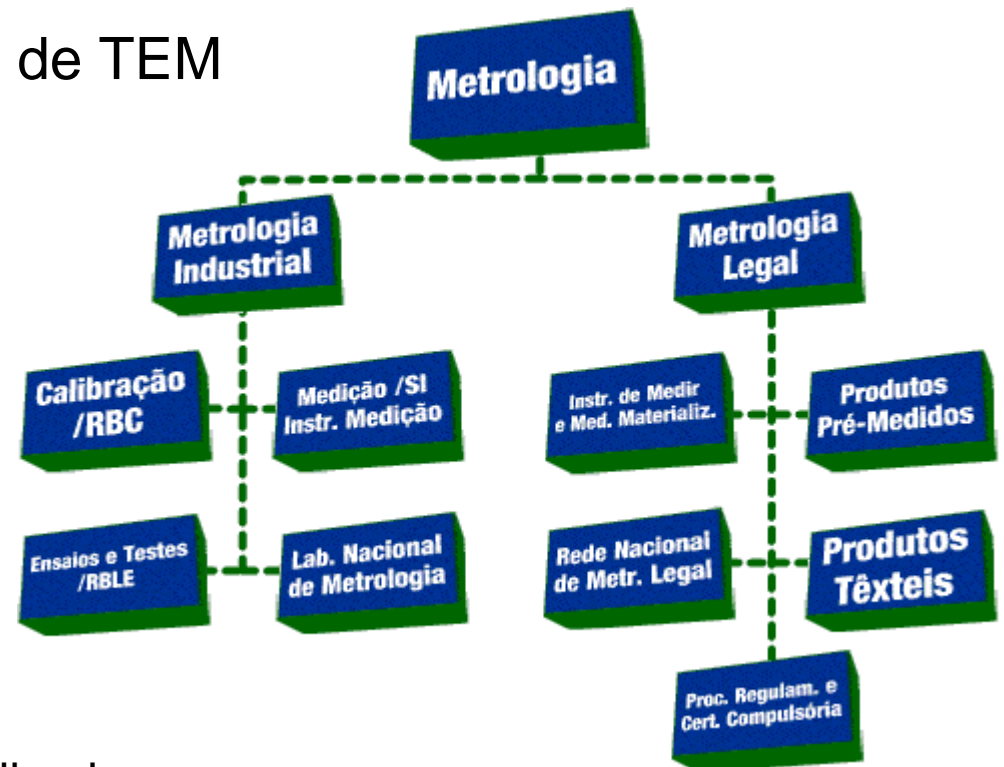 de TEM
Metrologia
Metrologia
Industrial
Metrologia
Legal
Calibração
/RBC
Medição /SI
Instr. Medição
Instr. de Medir
e Med. Materializ.
Produtos
Pré-Medidos
Ensaios e Testes
/RBLE
Lab. Nacional
de Metrologia
Rede Nacional
de Metr. Legal
Produtos
Têxteis
Proc. Regulam. e
Cert. Compulsória